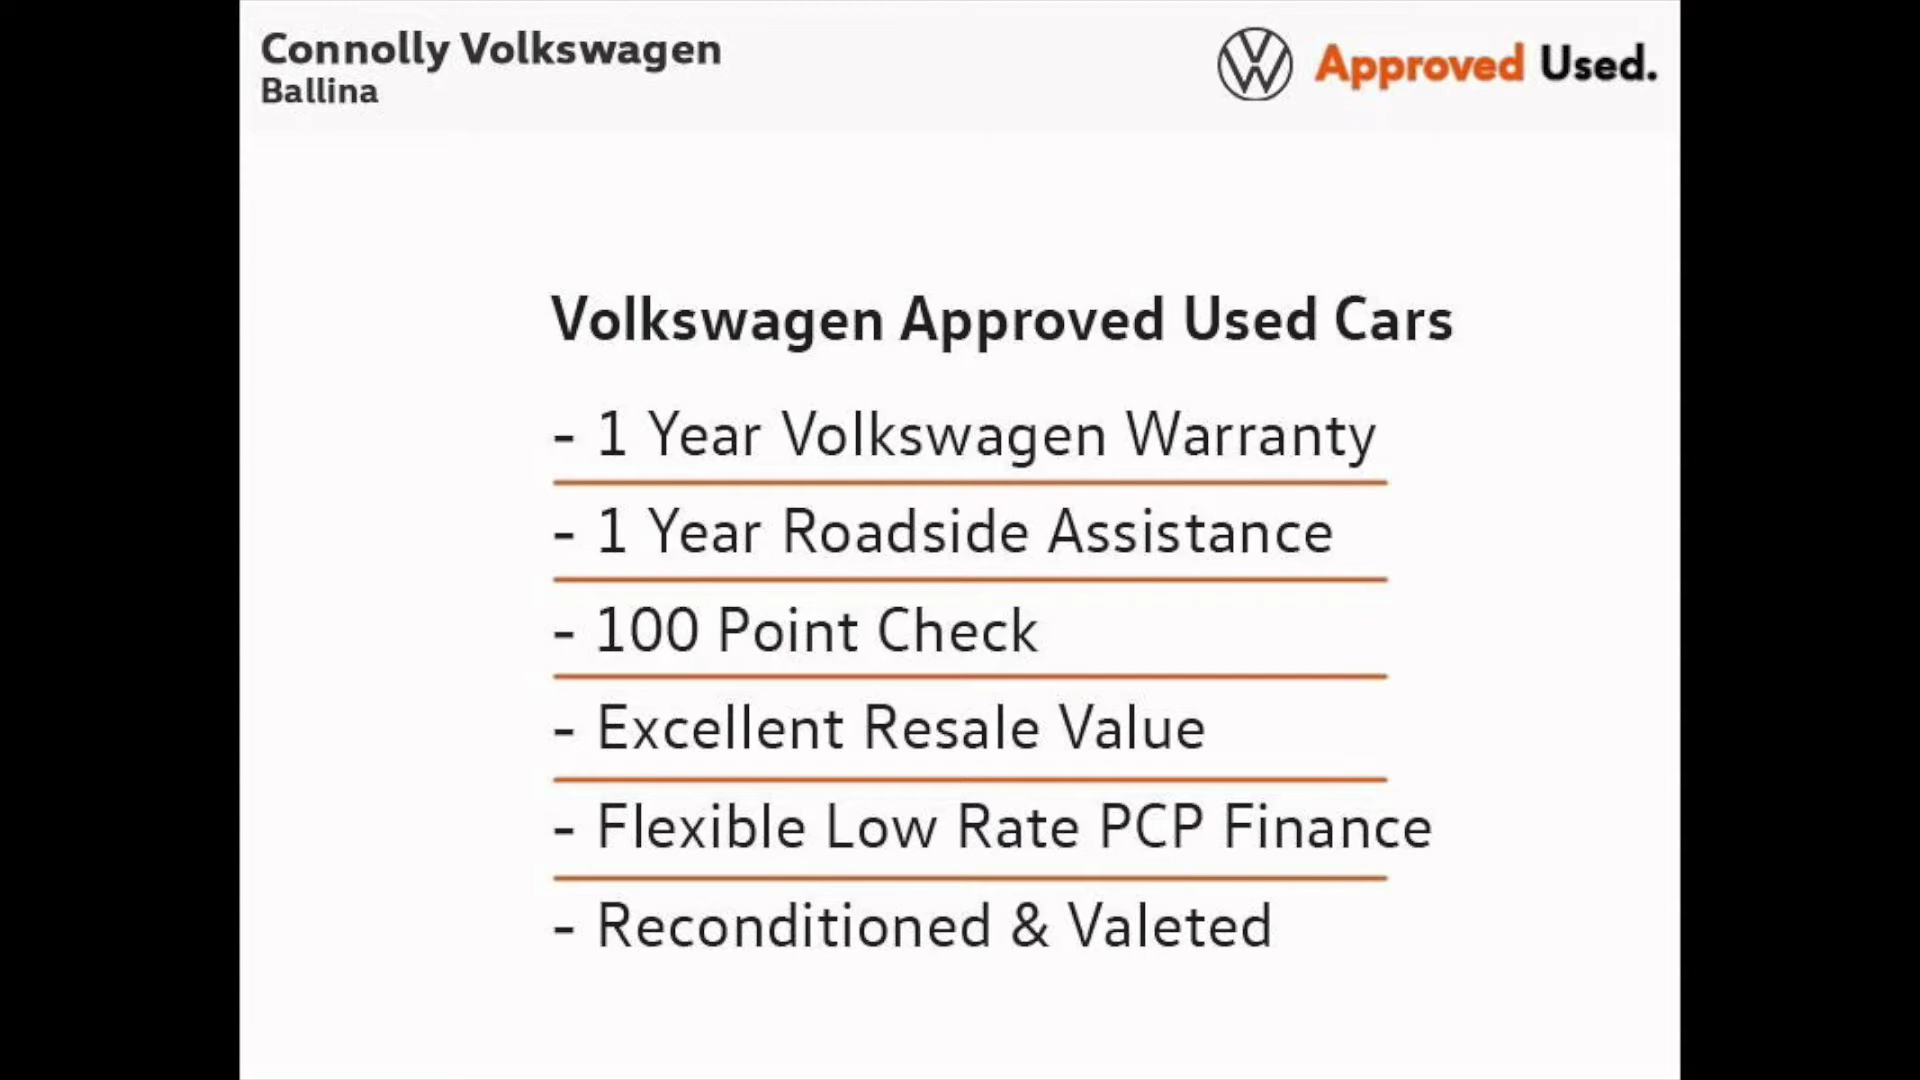 Connolly Volkswagen
Ballina
Approved Used.
Volkswagen Approved Used Cars
- 1 Year Volkswagen Warranty
- 1 Year Roadside Assistance
- 100 Point Check
- Excellent Resale Value
- Flexible Low Rate PCP Finance
- Reconditioned & Valeted